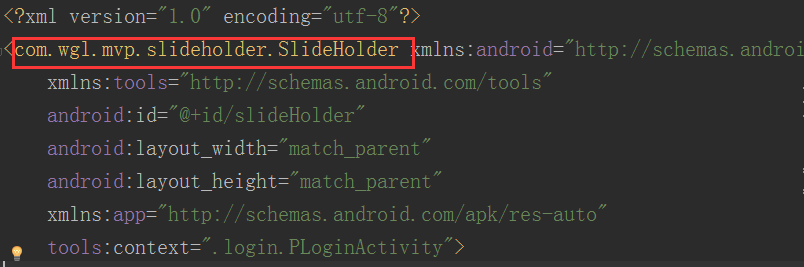 <?xml version="1.0" encoding="utf-8"?>
<com.wgl.mvp.slideholder.SlideHolder xmlns:android="http://schemas.androi
xmlns:tools="http://schemas.android.com/tools"
android:id="@+id/slideHolder"
android:layout_width="match_parent"
android:layout_height="match_parent"
xmlns:app="http://schemas.android.com/apk/res-auto"
tools:context=".login.PLoginActivity">